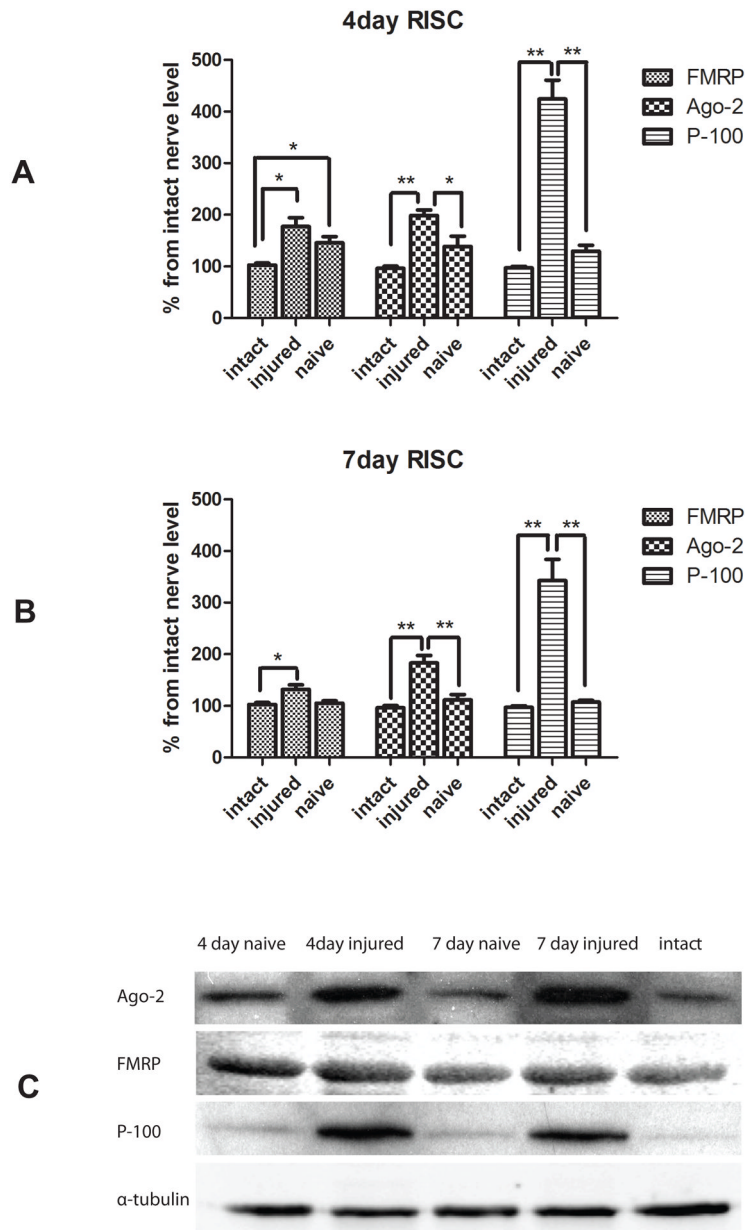 4day RISC
A
% from intact nerve level
500
400
300
200
100
0
* * ** * ** **
intact injured naive intact injured naive intact injured naive
FMRP
Ago-2
P-100
7day RISC
B
% from intact nerve level
500
400
300
200
100
0
* ** ** ** **
intact injured naive intact injured naive intact injured naive
FMRP
Ago-2
P-100
C
4 day naive 4day injured 7 day naive 7 day injured intact
Ago-2
FMRP
P-100
α-tubulin